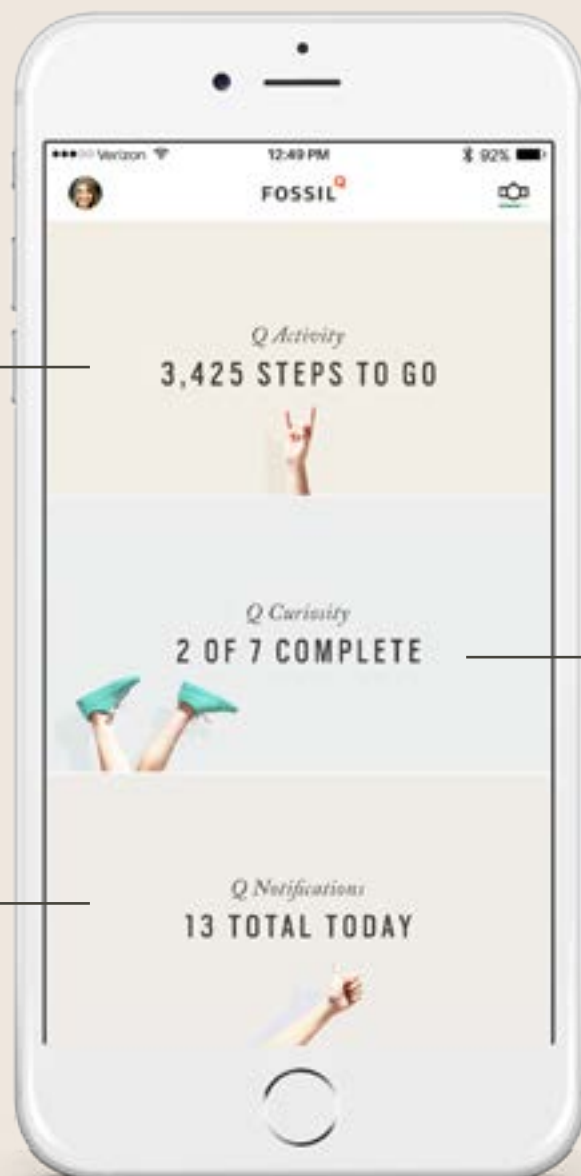 Verizon 12:49 PM 92%
FOSSIL Q
Q Activity
3,425 STEPS TO GO
Q Curiosity
2 OF 7 COMPLETE
Q Notifications
13 TOTAL TODAY